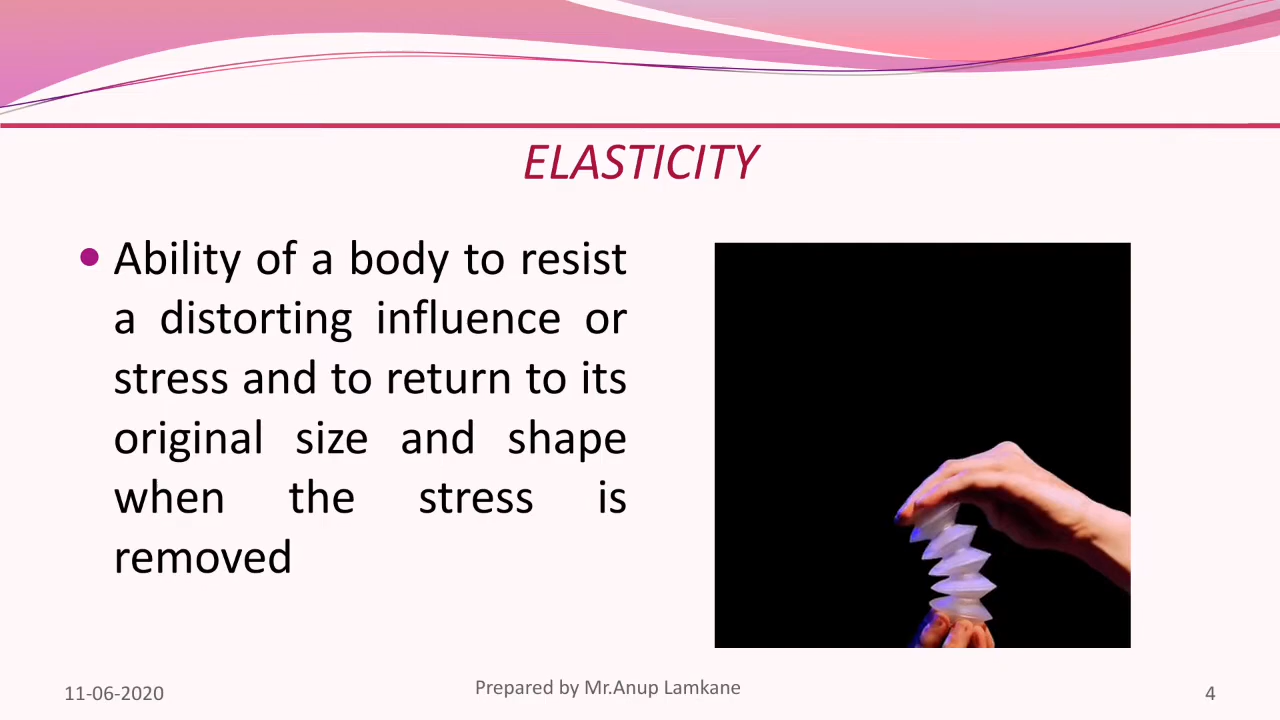 ELASTICITY
• Ability of a body to resist
a distorting influence or
stress and to return to its
original size and shape
when the stress is
removed
11-06-2020
Prepared by Mr.Anup Lamkane
4